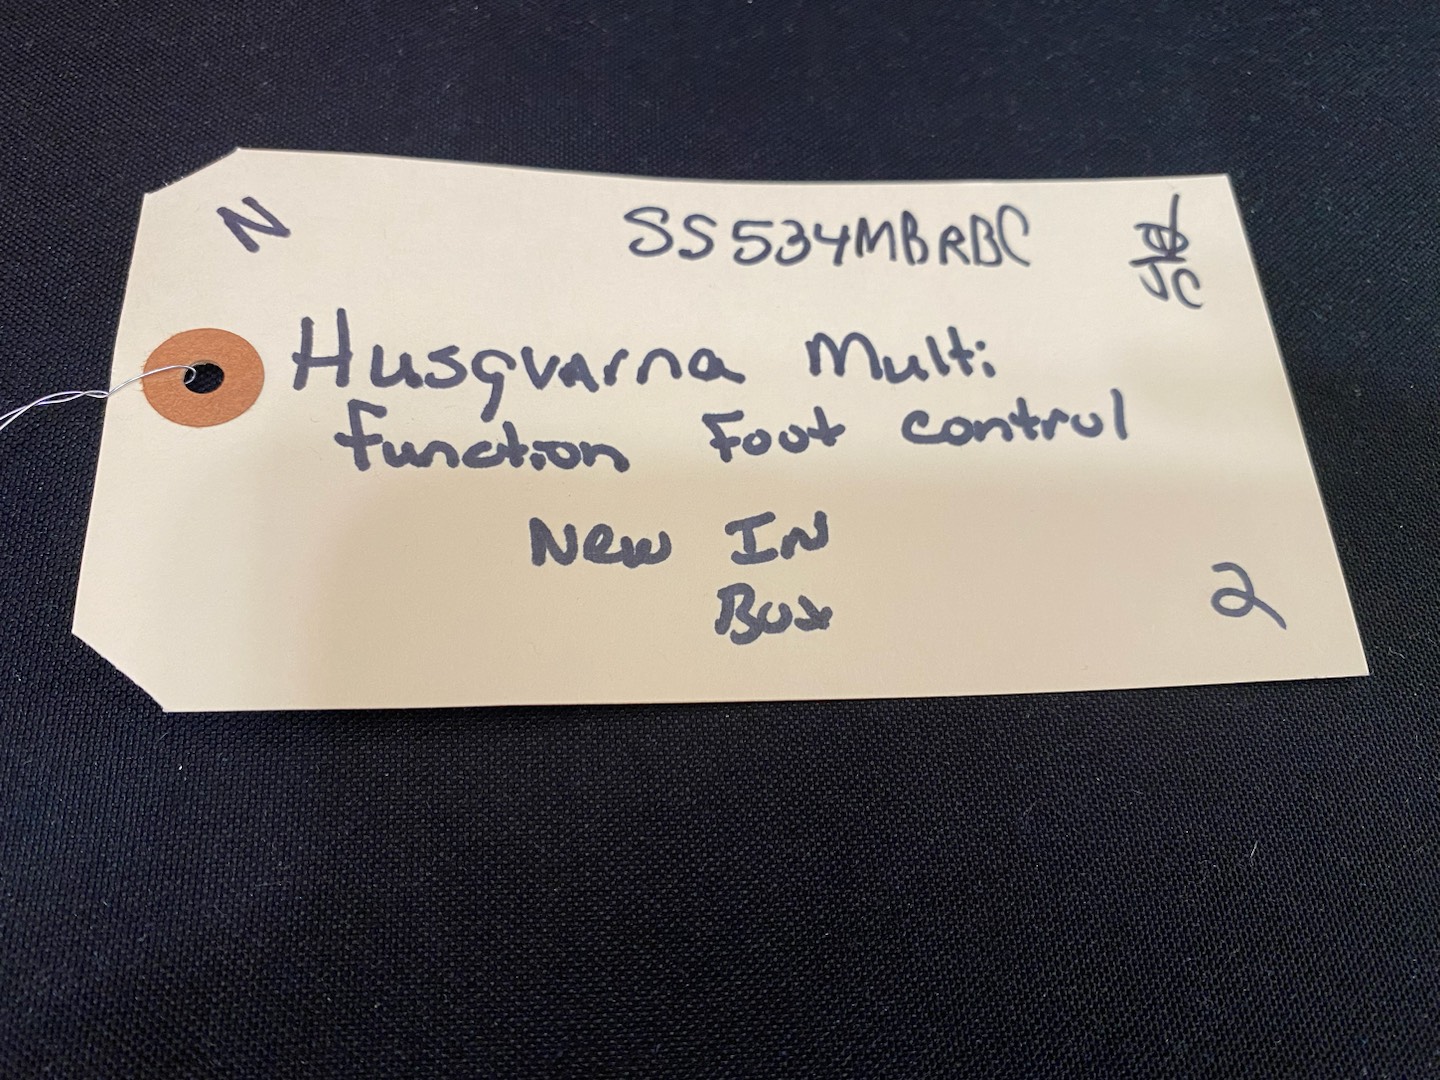 N
SS534MBRBC
Husqvarna Multi
function Foot control
New In
Box
2